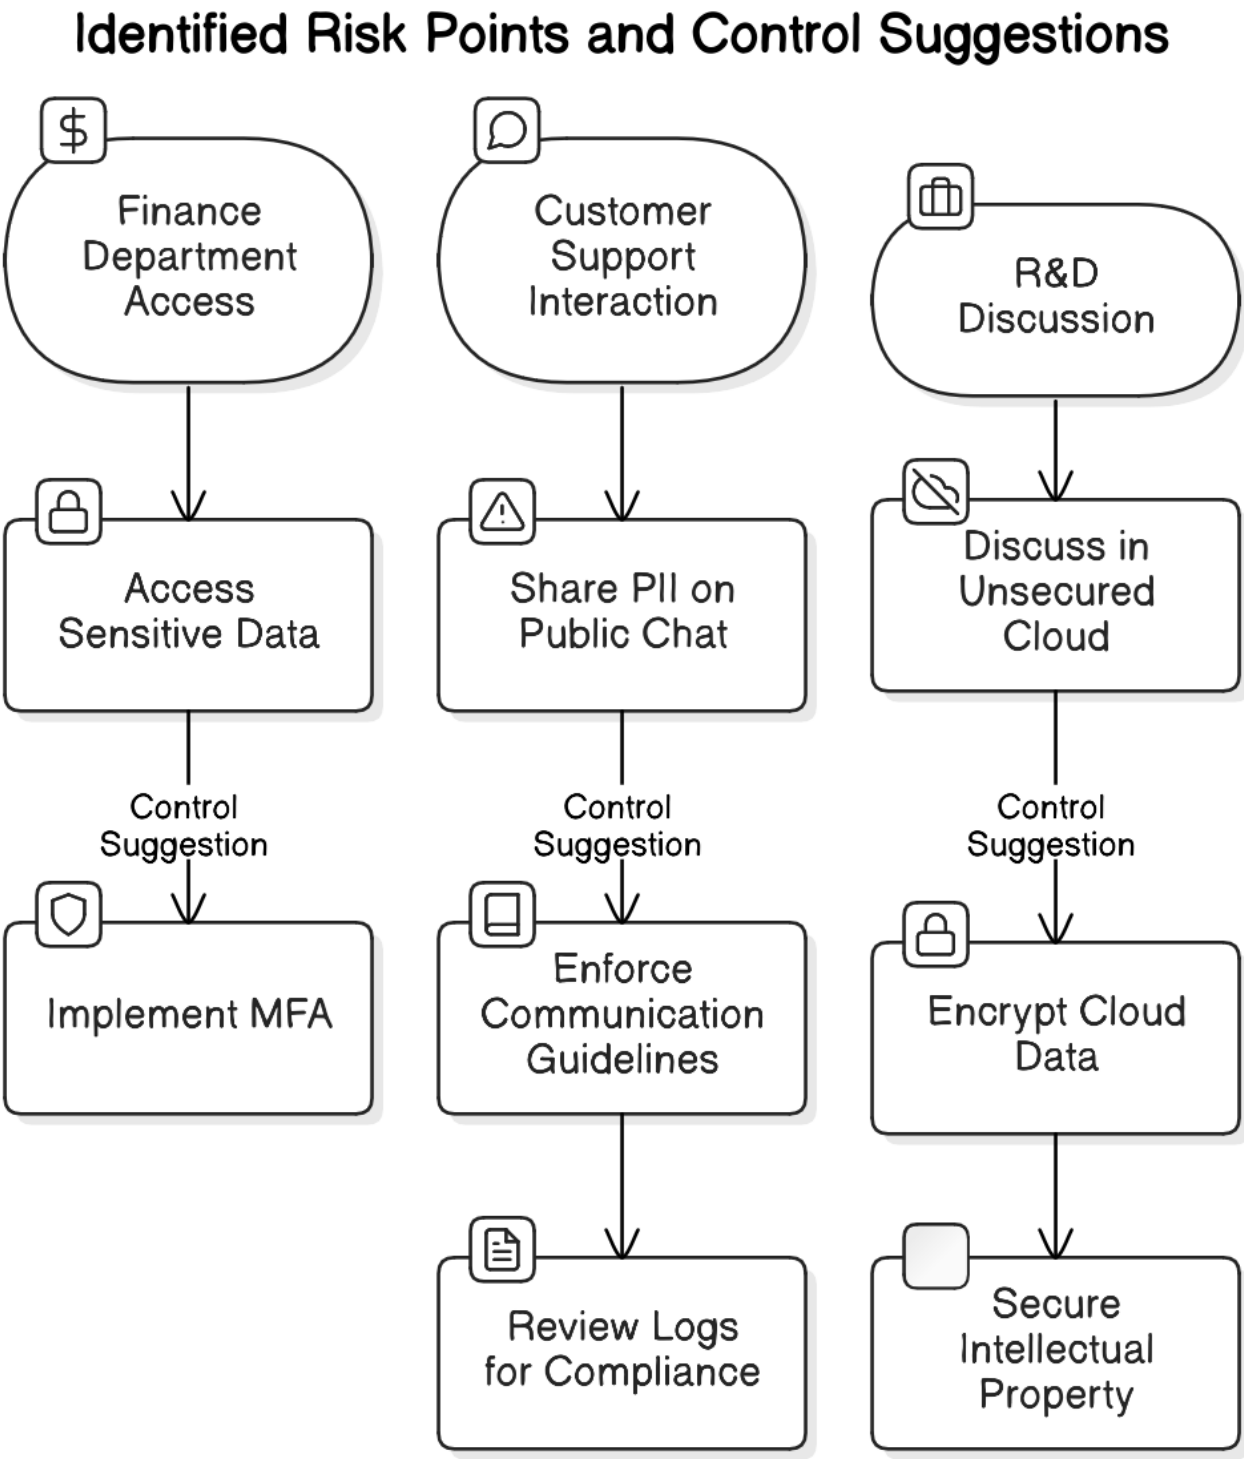 Identified Risk Points and Control Suggestions
$
Finance
Department
Access
Customer
Support
Interaction
R&D
Discussion
Access
Sensitive Data
Share PII on
Public Chat
Discuss in
Unsecured
Cloud
Control
Suggestion
Control
Suggestion
Control
Suggestion
Implement MFA
Enforce
Communication
Guidelines
Encrypt Cloud
Data
Review Logs
for Compliance
Secure
Intellectual
Property